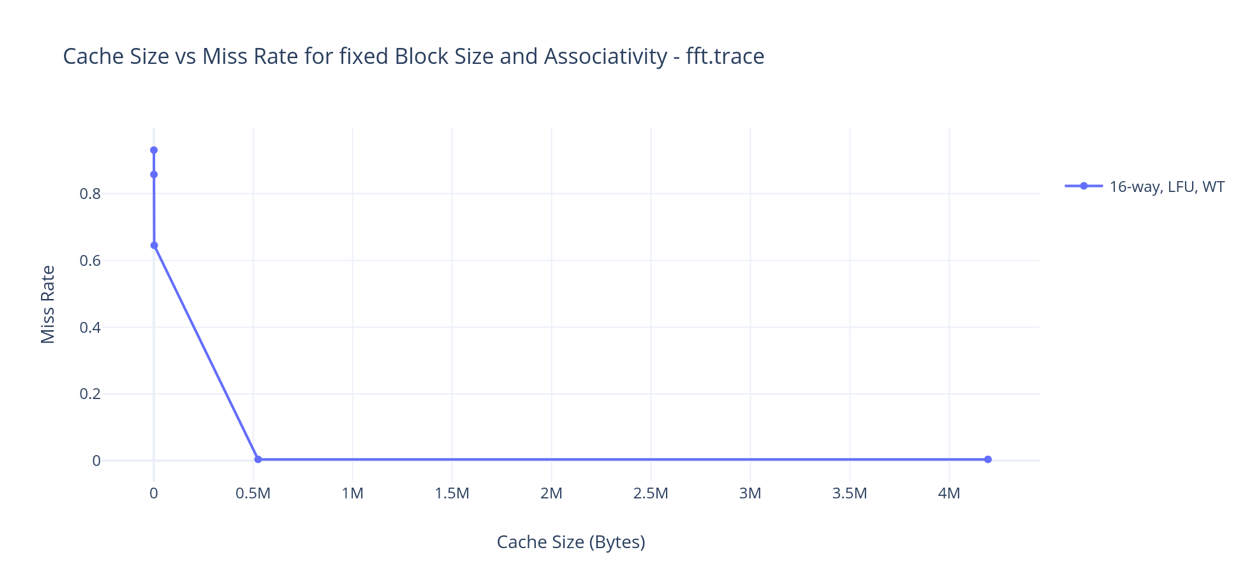 Cache Size vs Miss Rate for fixed Block Size and Associativity - fft.trace
16-way, LFU, WT
Miss Rate
0.8
0.6
0.4
0.2
0
0 0.5M 1M 1.5M 2M 2.5M 3M 3.5M 4M
Cache Size (Bytes)